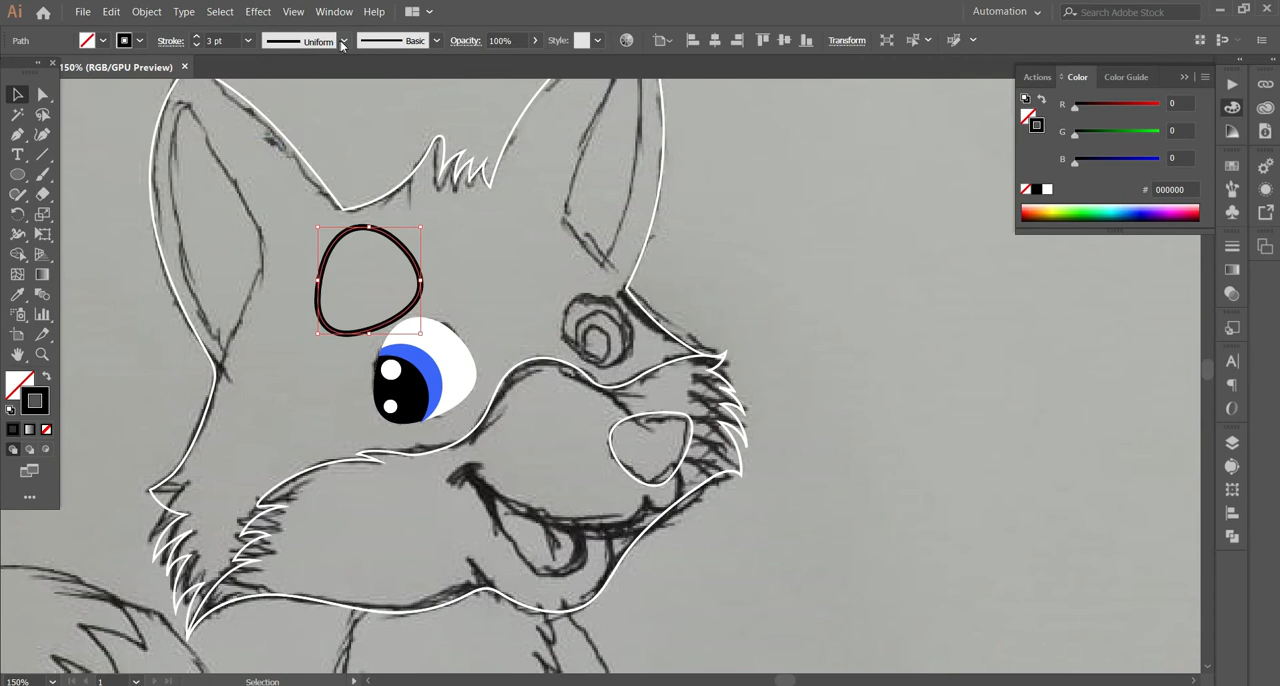 Ai File Edit Object Type Select Effect View Window Help Automation Search Adobe Stock
Path Stroke: 3 pt Uniform Basic Opacity: 100% Style: Transform
150% (RGB/GPU Preview) ×
Actions Color Color Guide
R 0
G 0
B 0
# 000000
150% 1 Selection